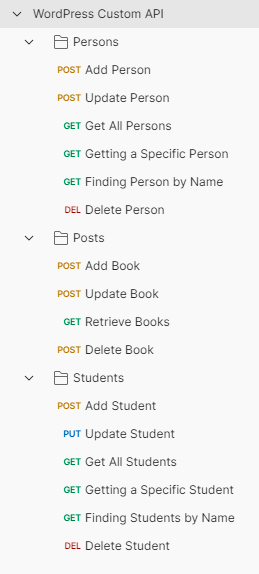 WordPress Custom API
Persons
POST Add Person
POST Update Person
GET Get All Persons
GET Getting a Specific Person
GET Finding Person by Name
DEL Delete Person
Posts
POST Add Book
POST Update Book
GET Retrieve Books
POST Delete Book
Students
POST Add Student
PUT Update Student
GET Get All Students
GET Getting a Specific Student
GET Finding Students by Name
DEL Delete Student